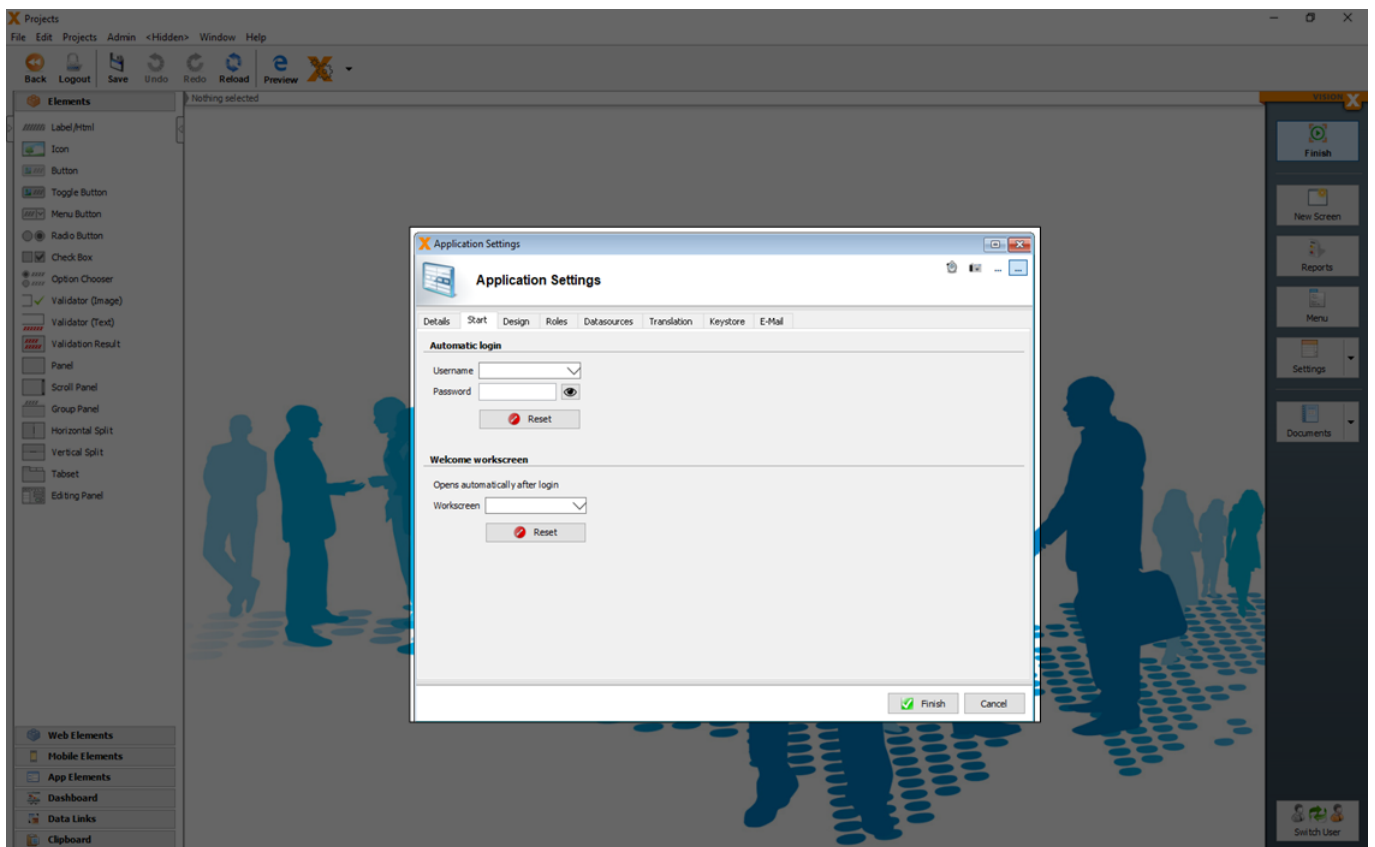 Projects
File Edit Projects Admin <Hidden> Window Help
Back Logout Save Undo Redo Reload Preview
Elements
Nothing selected
VISION X
Label/Html
Icon
Button
Toggle Button
Menu Button
Radio Button
Check Box
Option Chooser
Validator (Image)
Validator (Text)
Validation Result
Panel
Scroll Panel
Group Panel
Horizontal Split
Vertical Split
Tabset
Editing Panel
Web Elements
Mobile Elements
App Elements
Dashboard
Data Links
Clipboard
Application Settings
Application Settings
... ...
Details Start Design Roles Datasources Translation Keystore E-Mail
Automatic login
Username
Password
Reset
Welcome workscreen
Opens automatically after login
Workscreen
Reset
Finish Cancel
Finish
New Screen
Reports
Menu
Settings
Documents
Switch User